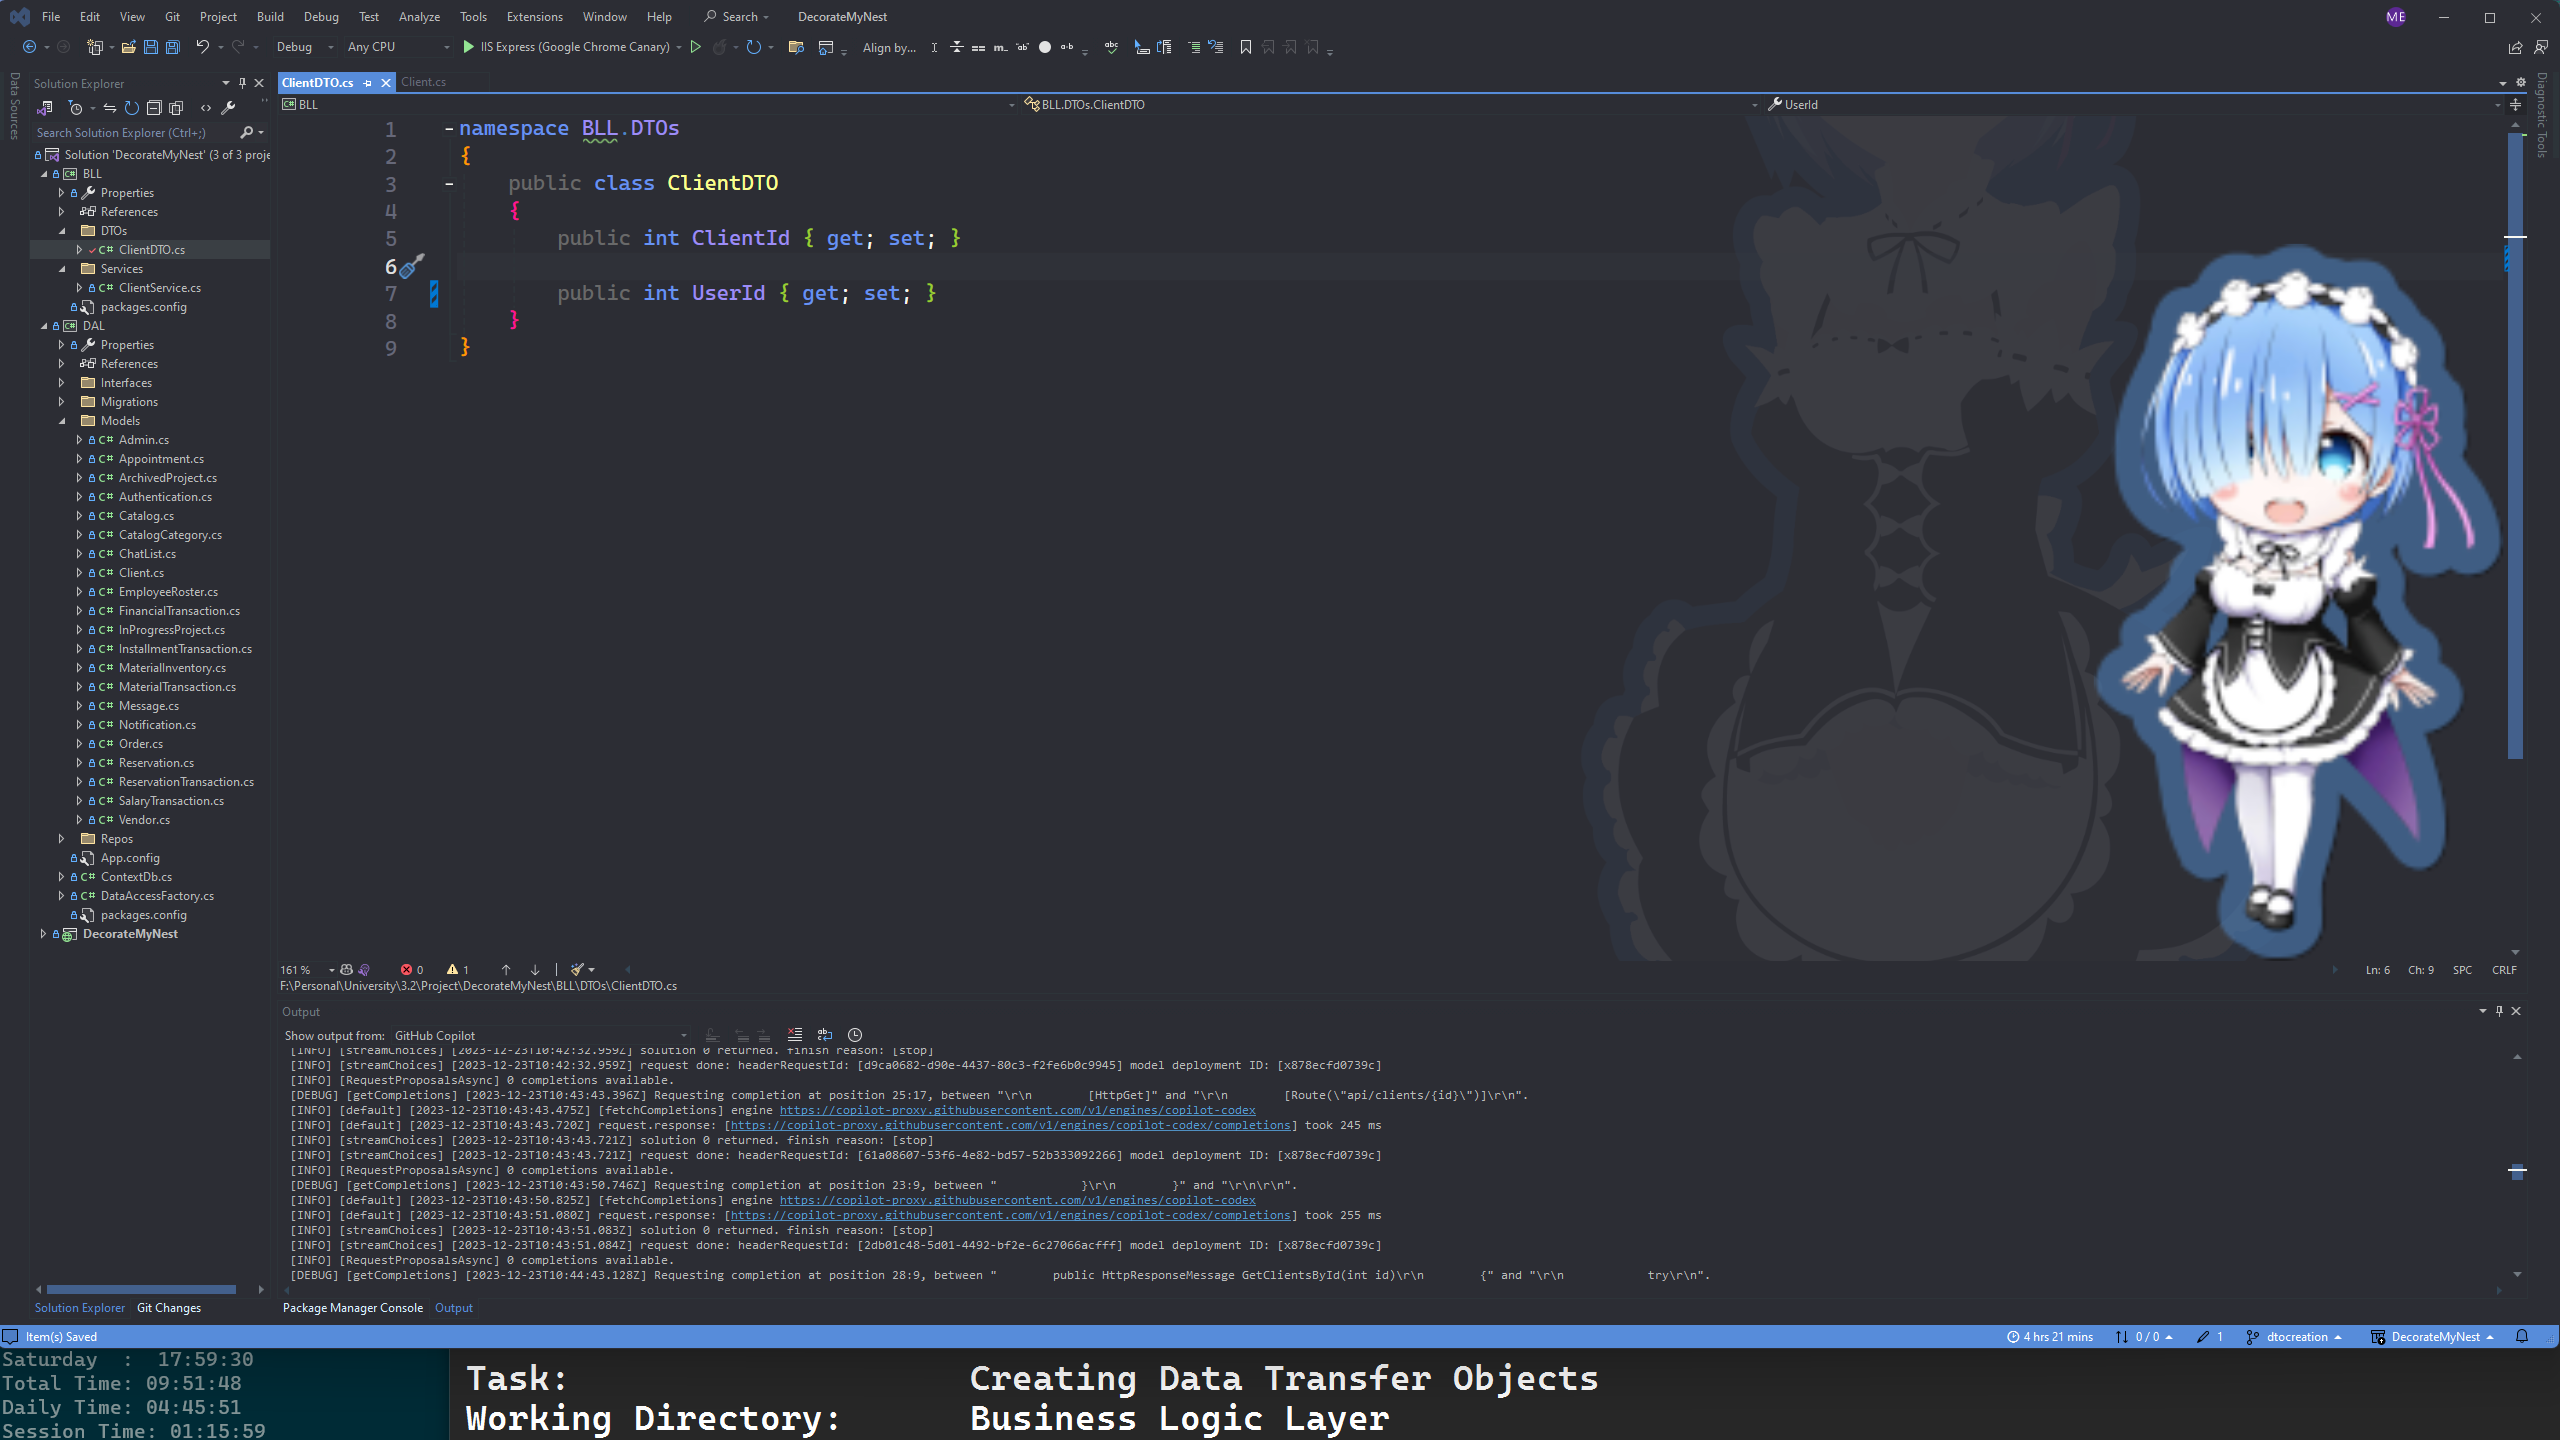 File Edit View Git Project Build Debug Test Analyze Tools Extensions Window Help Search DecorateMyNest ME
Debug Any CPU IIS Express (Google Chrome Canary) Align by...
Data Sources
Solution Explorer
Search Solution Explorer (Ctrl+;)
Solution 'DecorateMyNest' (3 of 3 proje
BLL
Properties
References
DTOs
ClientDTO.cs
Services
ClientService.cs
packages.config
DAL
Properties
References
Interfaces
Migrations
Models
Admin.cs
Appointment.cs
ArchivedProject.cs
Authentication.cs
Catalog.cs
CatalogCategory.cs
ChatList.cs
Client.cs
EmployeeRoster.cs
FinancialTransaction.cs
InProgressProject.cs
InstallmentTransaction.cs
MaterialInventory.cs
MaterialTransaction.cs
Message.cs
Notification.cs
Order.cs
Reservation.cs
ReservationTransaction.cs
SalaryTransaction.cs
Vendor.cs
Repos
App.config
ContextDb.cs
DataAccessFactory.cs
packages.config
DecorateMyNest
Solution Explorer Git Changes
ClientDTO.cs Client.cs
BLL BLL.DTOs.ClientDTO UserId
Diagnostic Tools
1 namespace BLL.DTOs
2 {
3 public class ClientDTO
4 {
5 public int ClientId { get; set; }
6
7 public int UserId { get; set; }
8 }
9 }
161 % 0 1 Ln: 6 Ch: 9 SPC CRLF
F:\Personal\University\3.2\Project\DecorateMyNest\BLL\DTOs\ClientDTO.cs
Output
Show output from: GitHub Copilot
[INFO] [streamChoices] [2023-12-23T10:42:32.959Z] solution 0 returned. finish reason: [stop]
[INFO] [streamChoices] [2023-12-23T10:42:32.959Z] request done: headerRequestId: [d9ca0682-d90e-4437-80c3-f2fe6b0c9945] model deployment ID: [x878ecfd0739c]
[INFO] [RequestProposalsAsync] 0 completions available.
[DEBUG] [getCompletions] [2023-12-23T10:43:43.396Z] Requesting completion at position 25:17, between "\r\n [HttpGet]" and "\r\n [Route(\"api/clients/{id}\")]\r\n".
[INFO] [default] [2023-12-23T10:43:43.475Z] [fetchCompletions] engine https://copilot-proxy.githubusercontent.com/v1/engines/copilot-codex
[INFO] [default] [2023-12-23T10:43:43.720Z] request.response: [https://copilot-proxy.githubusercontent.com/v1/engines/copilot-codex/completions] took 245 ms
[INFO] [streamChoices] [2023-12-23T10:43:43.721Z] solution 0 returned. finish reason: [stop]
[INFO] [streamChoices] [2023-12-23T10:43:43.721Z] request done: headerRequestId: [61a08607-53f6-4e82-bd57-52b333092266] model deployment ID: [x878ecfd0739c]
[INFO] [RequestProposalsAsync] 0 completions available.
[DEBUG] [getCompletions] [2023-12-23T10:43:50.746Z] Requesting completion at position 23:9, between " }\r\n }" and "\r\n\r\n".
[INFO] [default] [2023-12-23T10:43:50.825Z] [fetchCompletions] engine https://copilot-proxy.githubusercontent.com/v1/engines/copilot-codex
[INFO] [default] [2023-12-23T10:43:51.080Z] request.response: [https://copilot-proxy.githubusercontent.com/v1/engines/copilot-codex/completions] took 255 ms
[INFO] [streamChoices] [2023-12-23T10:43:51.083Z] solution 0 returned. finish reason: [stop]
[INFO] [streamChoices] [2023-12-23T10:43:51.084Z] request done: headerRequestId: [2db01c48-5d01-4492-bf2e-6c27066acfff] model deployment ID: [x878ecfd0739c]
[INFO] [RequestProposalsAsync] 0 completions available.
[DEBUG] [getCompletions] [2023-12-23T10:44:43.128Z] Requesting completion at position 28:9, between " public HttpResponseMessage GetClientsById(int id)\r\n {" and "\r\n try\r\n".
Package Manager Console Output
Item(s) Saved 4 hrs 21 mins 0 / 0 1 dtocreation DecorateMyNest
Saturday : 17:59:30
Total Time: 09:51:48
Daily Time: 04:45:51
Session Time: 01:15:59
Task: Creating Data Transfer Objects
Working Directory: Business Logic Layer